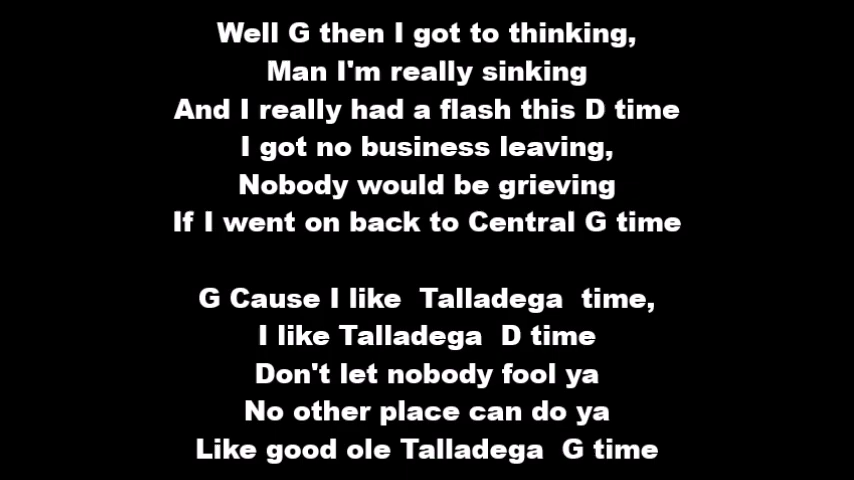 Well G then I got to thinking,
Man I'm really sinking
And I really had a flash this D time
I got no business leaving,
Nobody would be grieving
If I went on back to Central G time
G Cause I like Talladega time,
I like Talladega D time
Don't let nobody fool ya
No other place can do ya
Like good ole Talladega G time